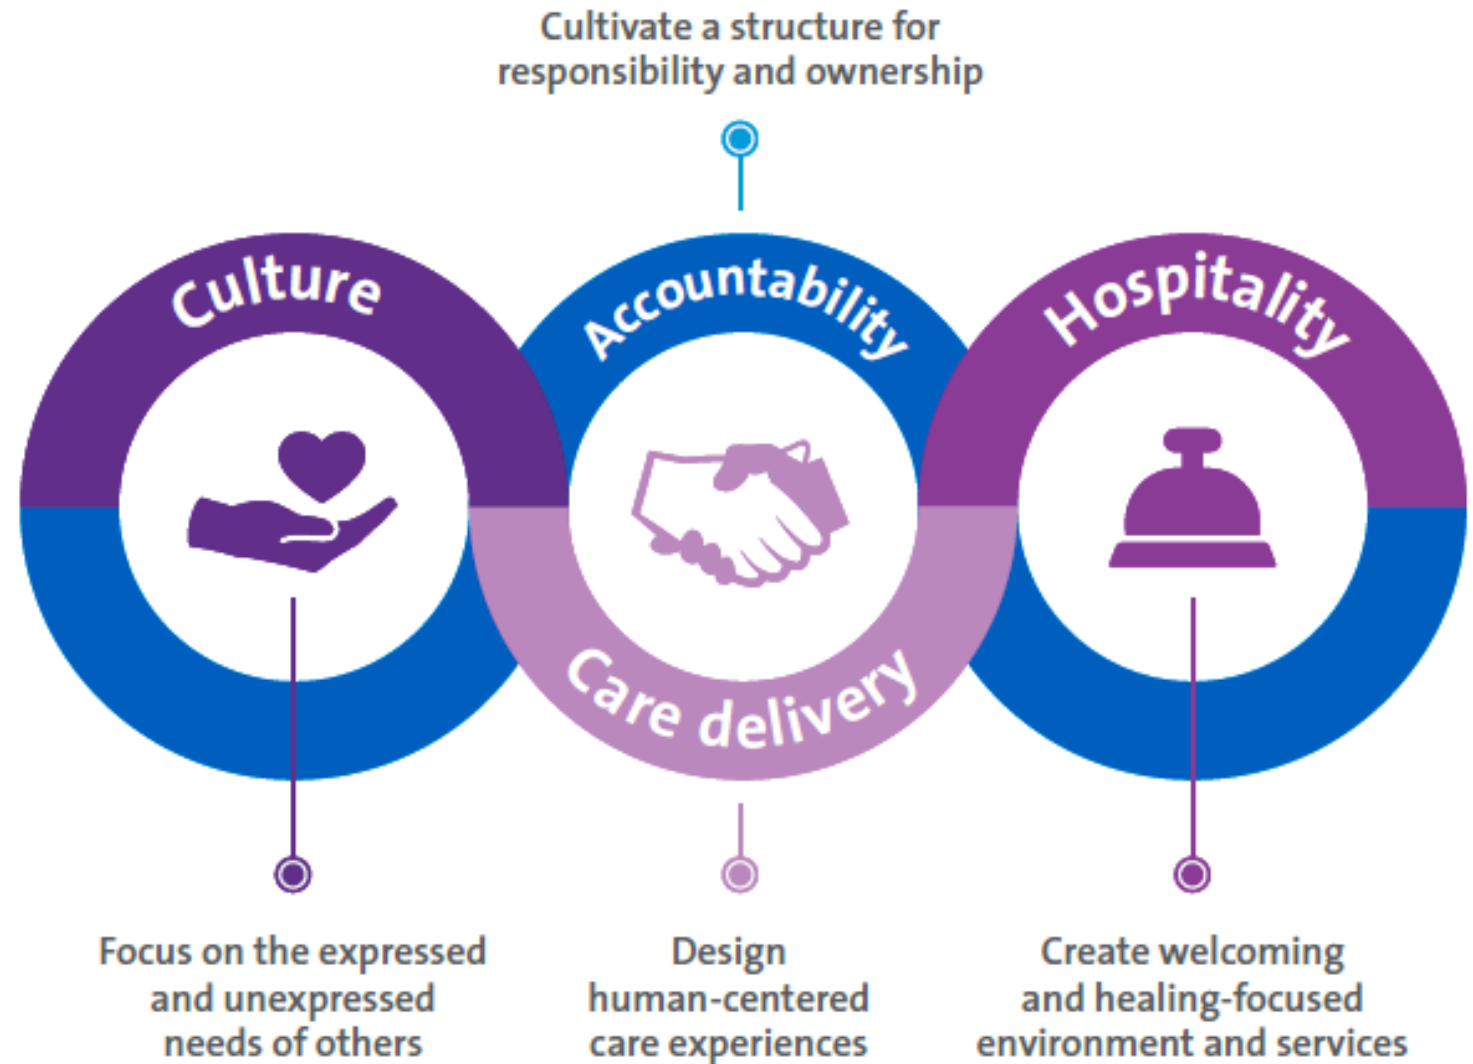 Cultivate a structure for
responsibility and ownership
Culture
Accountability
Hospitality
Care delivery
Focus on the expressed
and unexpressed
needs of others
Design
human-centered
care experiences
Create welcoming
and healing-focused
environment and services